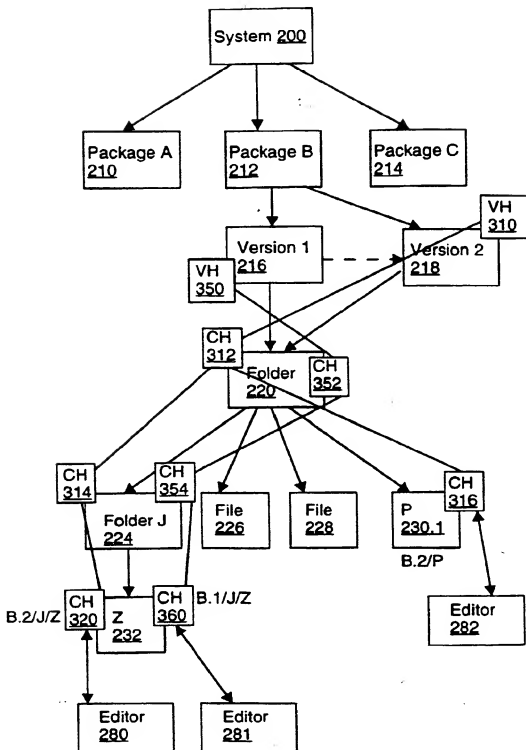 System 200
Package A
210
Package B
212
Package C
214
VH
310
Version 1
216
Version 2
218
VH
350
CH
312
Folder
220
CH
352
CH
314
CH
354
CH
316
Folder J
224
File
226
File
228
P
230.1
B.2/P
B.2/J/Z
CH
320
Z
232
CH
360
B.1/J/Z
Editor
282
Editor
280
Editor
281